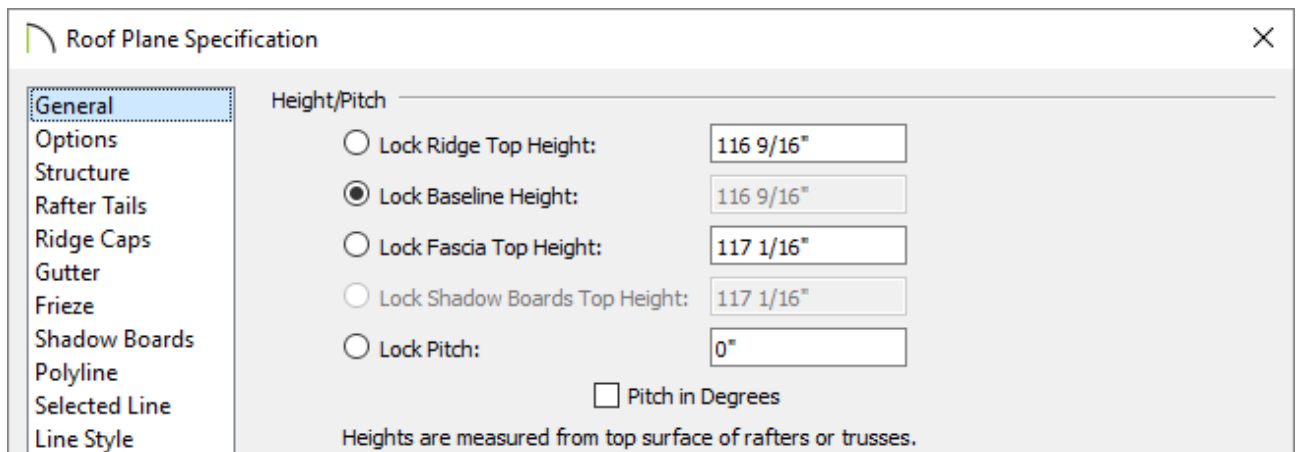 Roof Plane Specification
General
Options
Structure
Rafter Tails
Ridge Caps
Gutter
Frieze
Shadow Boards
Polyline
Selected Line
Line Style
Height/Pitch
Lock Ridge Top Height: 116 9/16"
Lock Baseline Height: 116 9/16"
Lock Fascia Top Height: 117 1/16"
Lock Shadow Boards Top Height: 117 1/16"
Lock Pitch: 0"
Pitch in Degrees
Heights are measured from top surface of rafters or trusses.